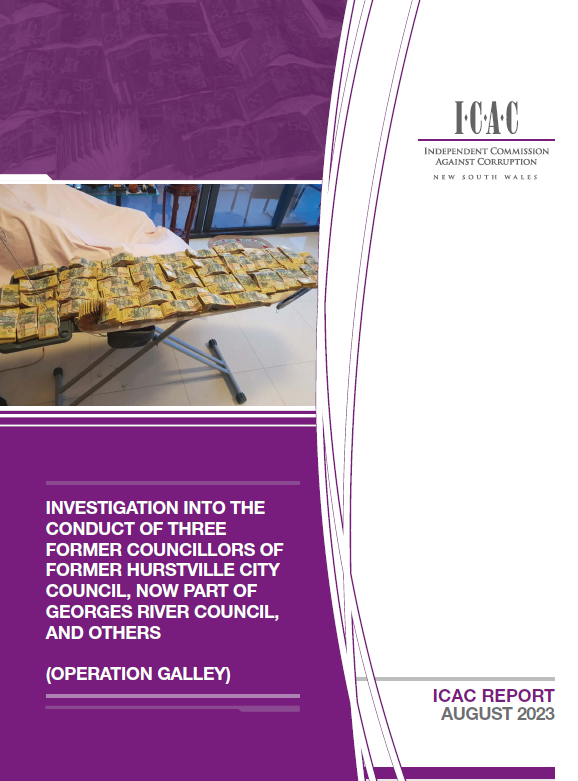 I·C·A·C
INDEPENDENT COMMISSION
AGAINST CORRUPTION
NEW SOUTH WALES
INVESTIGATION INTO THE
CONDUCT OF THREE
FORMER COUNCILLORS OF
FORMER HURSTVILLE CITY
COUNCIL, NOW PART OF
GEORGES RIVER COUNCIL,
AND OTHERS
(OPERATION GALLEY)
ICAC REPORT
AUGUST 2023